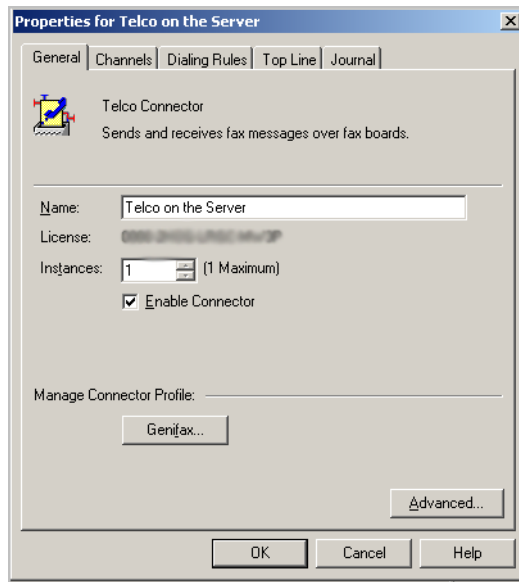 Properties for Telco on the Server
General Channels Dialing Rules Top Line Journal
Telco Connector
Sends and receives fax messages over fax boards.
Name: Telco on the Server
License:
Instances: 1 (1 Maximum)
Enable Connector
Manage Connector Profile:
Genifax...
Advanced...
OK Cancel Help